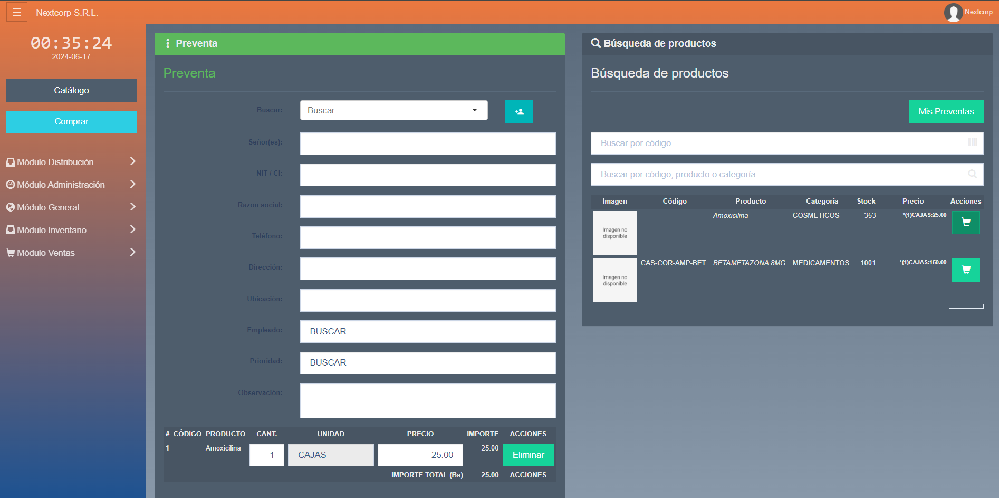 Nextcorp S.R.L.
Nextcorp
00:35:24
2024-06-17
Catálogo
Comprar
Módulo Distribución
Módulo Administración
Módulo General
Módulo Inventario
Módulo Ventas
Preventa
Preventa
Buscar: Buscar
Señor(es):
NIT / CI:
Razon social:
Teléfono:
Dirección:
Ubicación:
Empleado: BUSCAR
Prioridad: BUSCAR
Observación:
# CÓDIGO PRODUCTO CANT. UNIDAD PRECIO IMPORTE ACCIONES
1 Amoxicilina 1 CAJAS 25.00 25.00 Eliminar
IMPORTE TOTAL (Bs) 25.00 ACCIONES
Búsqueda de productos
Búsqueda de productos
Mis Preventas
Buscar por código
Buscar por código, producto o categoría
Imagen Código Producto Categoría Stock Precio Acciones
Imagen no
disponible
Amoxicilina COSMETICOS 353 *(1)CAJAS:25.00
Imagen no
disponible
CAS-COR-AMP-BET BETAMETAZONA 8MG MEDICAMENTOS 1001 *(1)CAJAS:150.00